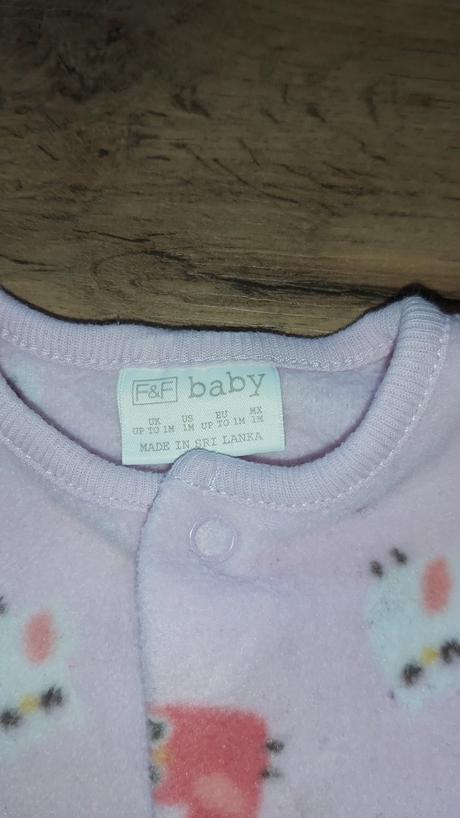 F&F baby
UK US EU MX
UP TO 1M 1M UP TO 1M 1M
MADE IN SRI LANKA